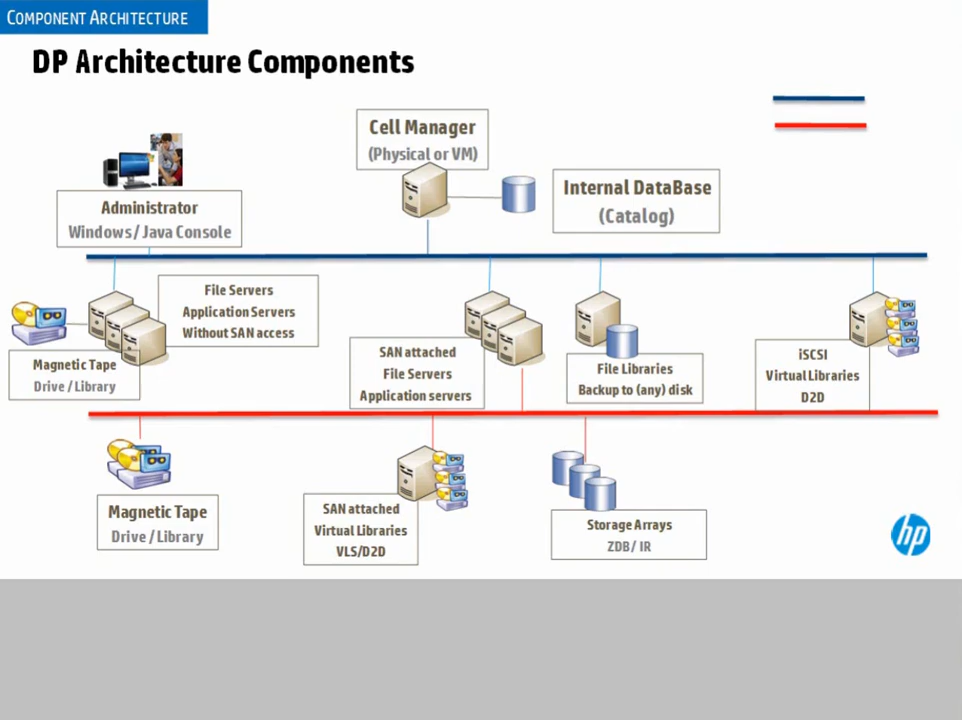 COMPONENT ARCHITECTURE
DP Architecture Components
Cell Manager
(Physical or VM)
Internal DataBase
(Catalog)
Administrator
Windows / Java Console
File Servers
Application Servers
Without SAN access
Magnetic Tape
Drive / Library
SAN attached
File Servers
Application servers
File Libraries
Backup to (any) disk
iSCSI
Virtual Libraries
D2D
Magnetic Tape
Drive / Library
SAN attached
Virtual Libraries
VLS/D2D
Storage Arrays
ZDB/ IR
hp